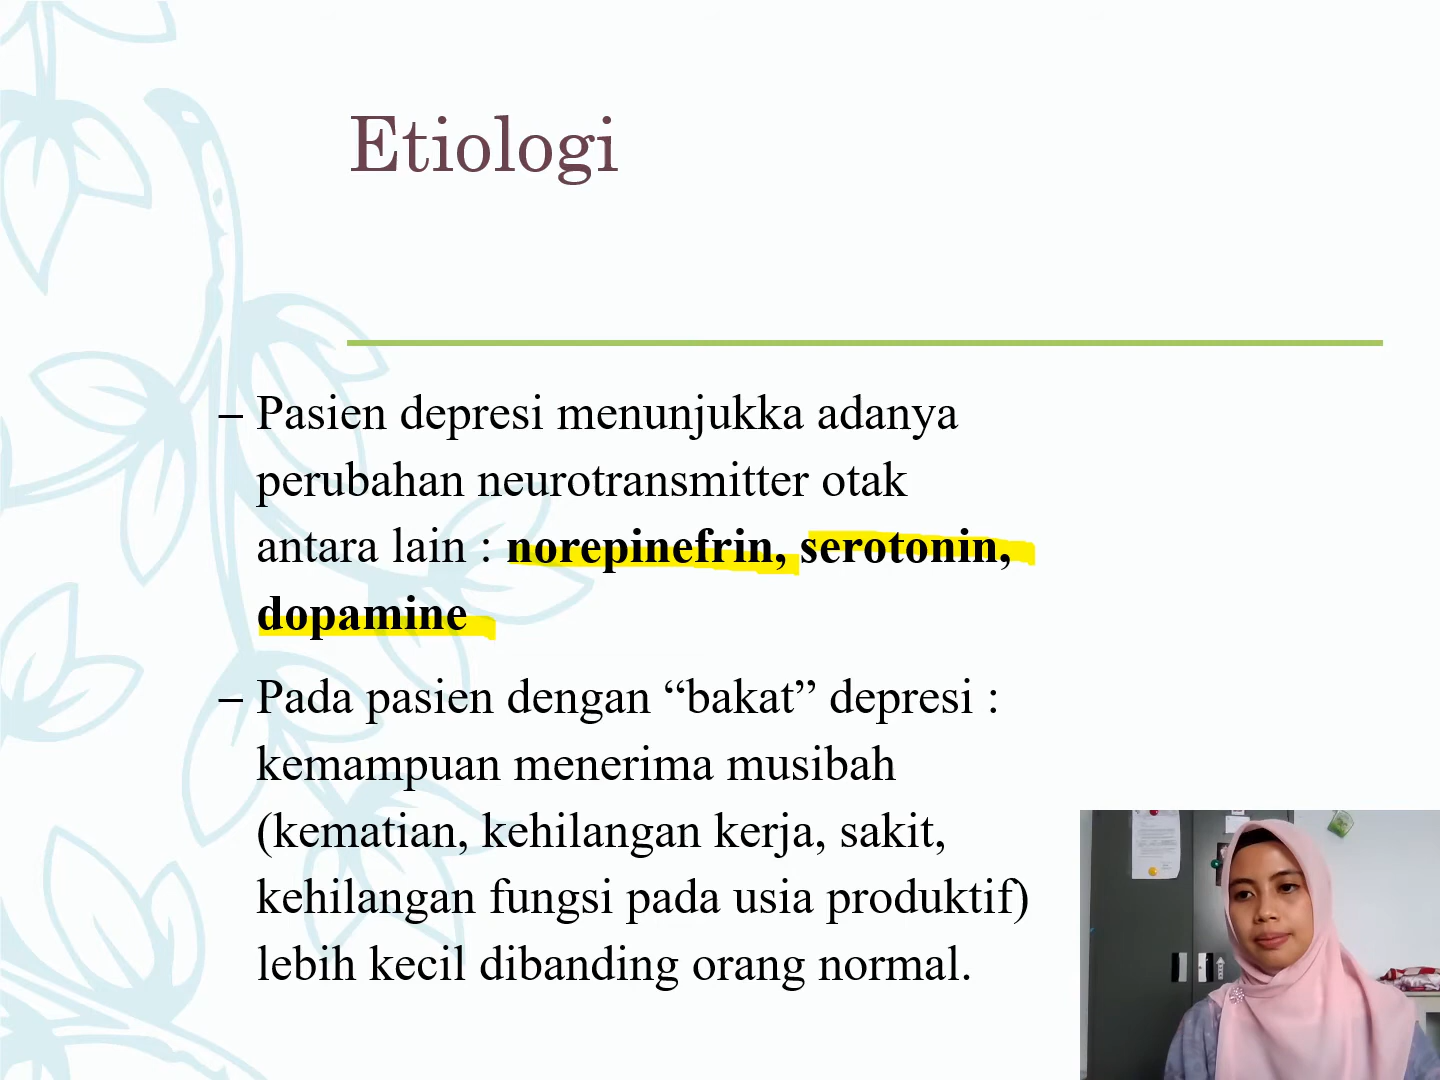 Etiologi
– Pasien depresi menunjukka adanya
perubahan neurotransmitter otak
antara lain : norepinefrin, serotonin,
dopamine
– Pada pasien dengan “bakat” depresi :
kemampuan menerima musibah
(kematian, kehilangan kerja, sakit,
kehilangan fungsi pada usia produktif)
lebih kecil dibanding orang normal.